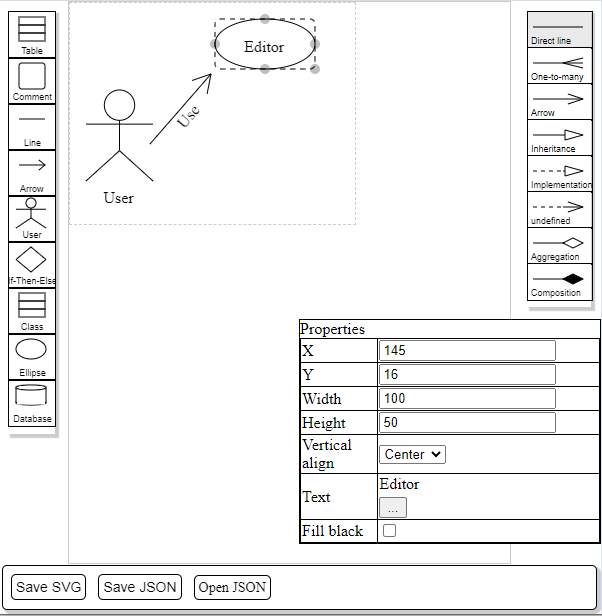 Table
Comment
Line
Arrow
User
If-Then-Else
Class
Ellipse
Database
Editor
Use
User
Direct line
One-to-many
Arrow
Inheritance
Implementation
undefined
Aggregation
Composition
Properties
X 145
Y 16
Width 100
Height 50
Vertical
align
Center
Text
Editor
...
Fill black
Save SVG Save JSON Open JSON